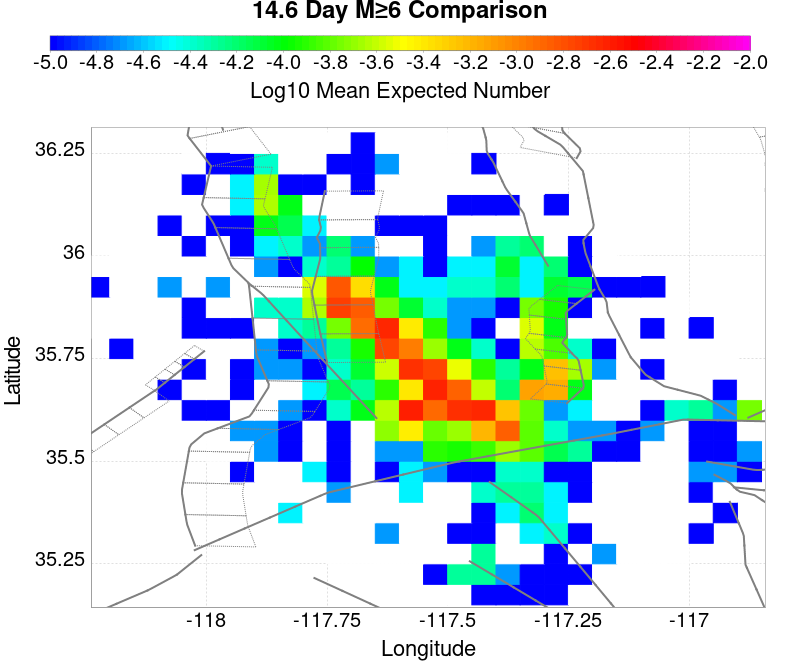 14.6 Day M≥6 Comparison
-5.0 -4.8 -4.6 -4.4 -4.2 -4.0 -3.8 -3.6 -3.4 -3.2 -3.0 -2.8 -2.6 -2.4 -2.2 -2.0
Log10 Mean Expected Number
36.25
36
35.75
35.5
35.25
Latitude
-118 -117.75 -117.5 -117.25 -117
Longitude